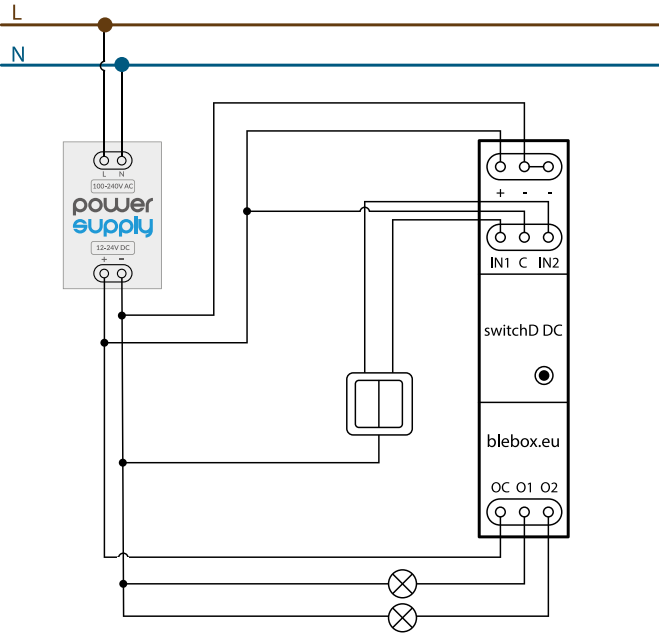 L
N
L N
100-240V AC
power
supply
12-24V DC
+ -
+ - -
IN1 C IN2
switchD DC
blebox.eu
OC O1 O2